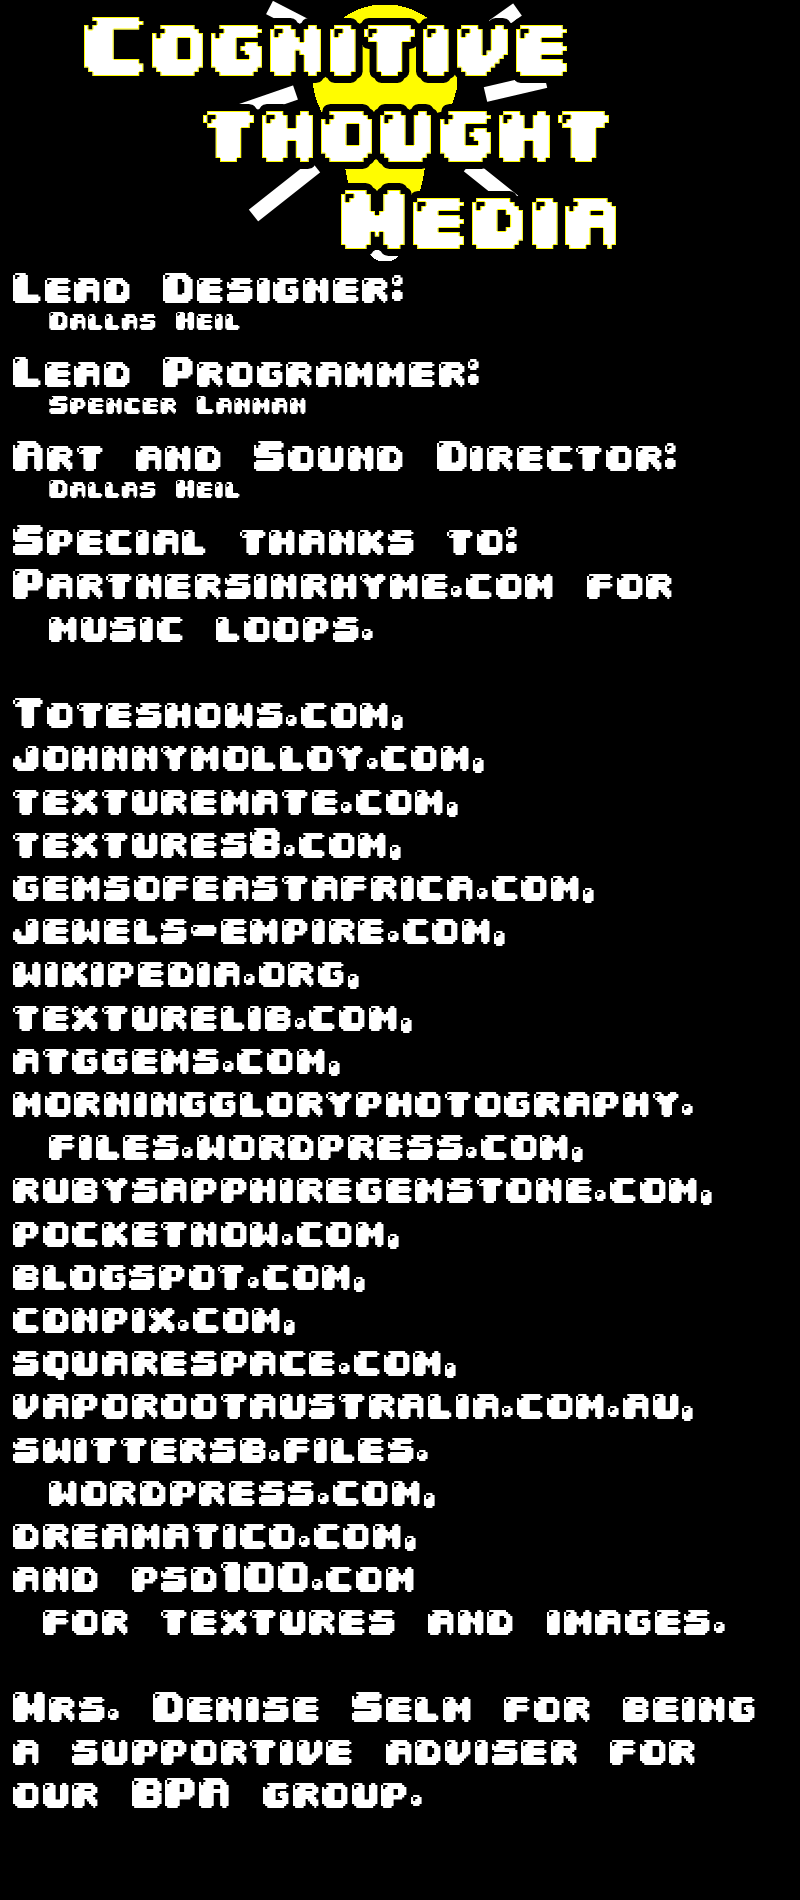 Cognitive
Thought
Media
Lead Designer:
Dallas Heil
Lead Programmer:
Spencer Lahman
Art and Sound Director:
Dallas Heil
Special thanks to:
Partnersinrhyme.com for
music loops.
Toteshows.com,
johnnymolloy.com,
texturemate.com,
textures8.com,
gemsofeastafrica.com,
jewels-empire.com,
wikipedia.org,
texturelib.com,
atggems.com,
morninggloryphotography.
files.wordpress.com,
rubysapphiregemstone.com,
pocketnow.com,
blogspot.com,
cdnpix.com,
squarespace.com,
vaporootaustralia.com.au,
swittersb.files.
wordpress.com,
dreamatico.com,
and psd100.com
for textures and images.
Mrs. Denise Selm for being
a supportive adviser for
our BPA group.